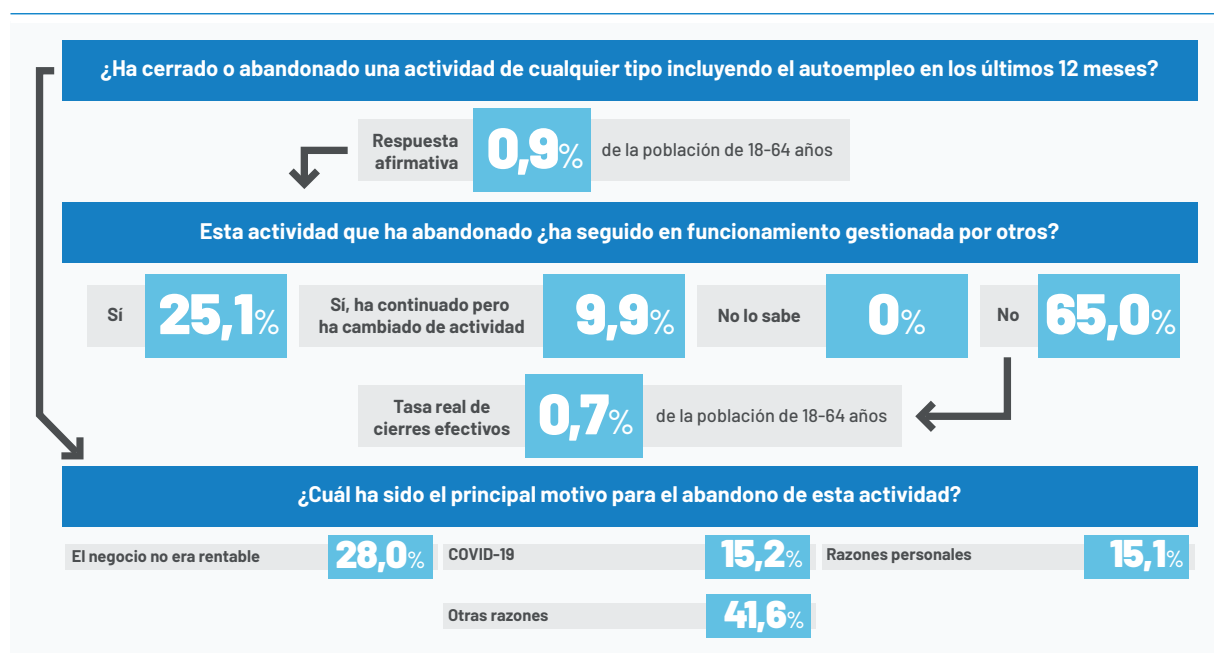 ¿Ha cerrado o abandonado una actividad de cualquier tipo incluyendo el autoempleo en los últimos 12 meses?
Respuesta
afirmativa
0,9%
de la población de 18-64 años
Esta actividad que ha abandonado ¿ha seguido en funcionamiento gestionada por otros?
Sí
25,1%
Sí, ha continuado pero
ha cambiado de actividad
9,9%
No lo sabe
0%
No
65,0%
Tasa real de
cierres efectivos
0,7%
de la población de 18-64 años
¿Cuál ha sido el principal motivo para el abandono de esta actividad?
El negocio no era rentable
28,0%
COVID-19
15,2%
Razones personales
15,1%
Otras razones
41,6%